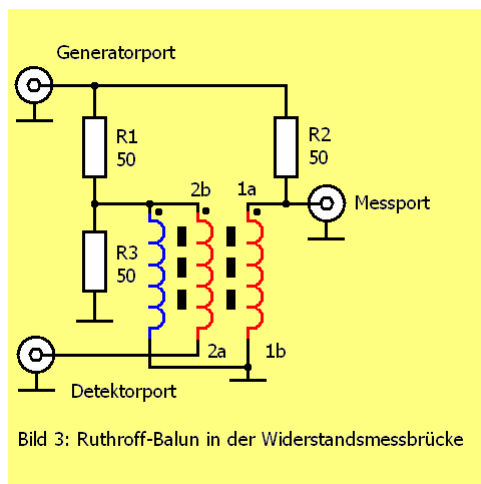 Generatorport
R1
50
R2
50
2b
1a
Messport
R3
50
2a
1b
Detektorport
Bild 3: Ruthroff-Balun in der Widerstandsmessbrücke